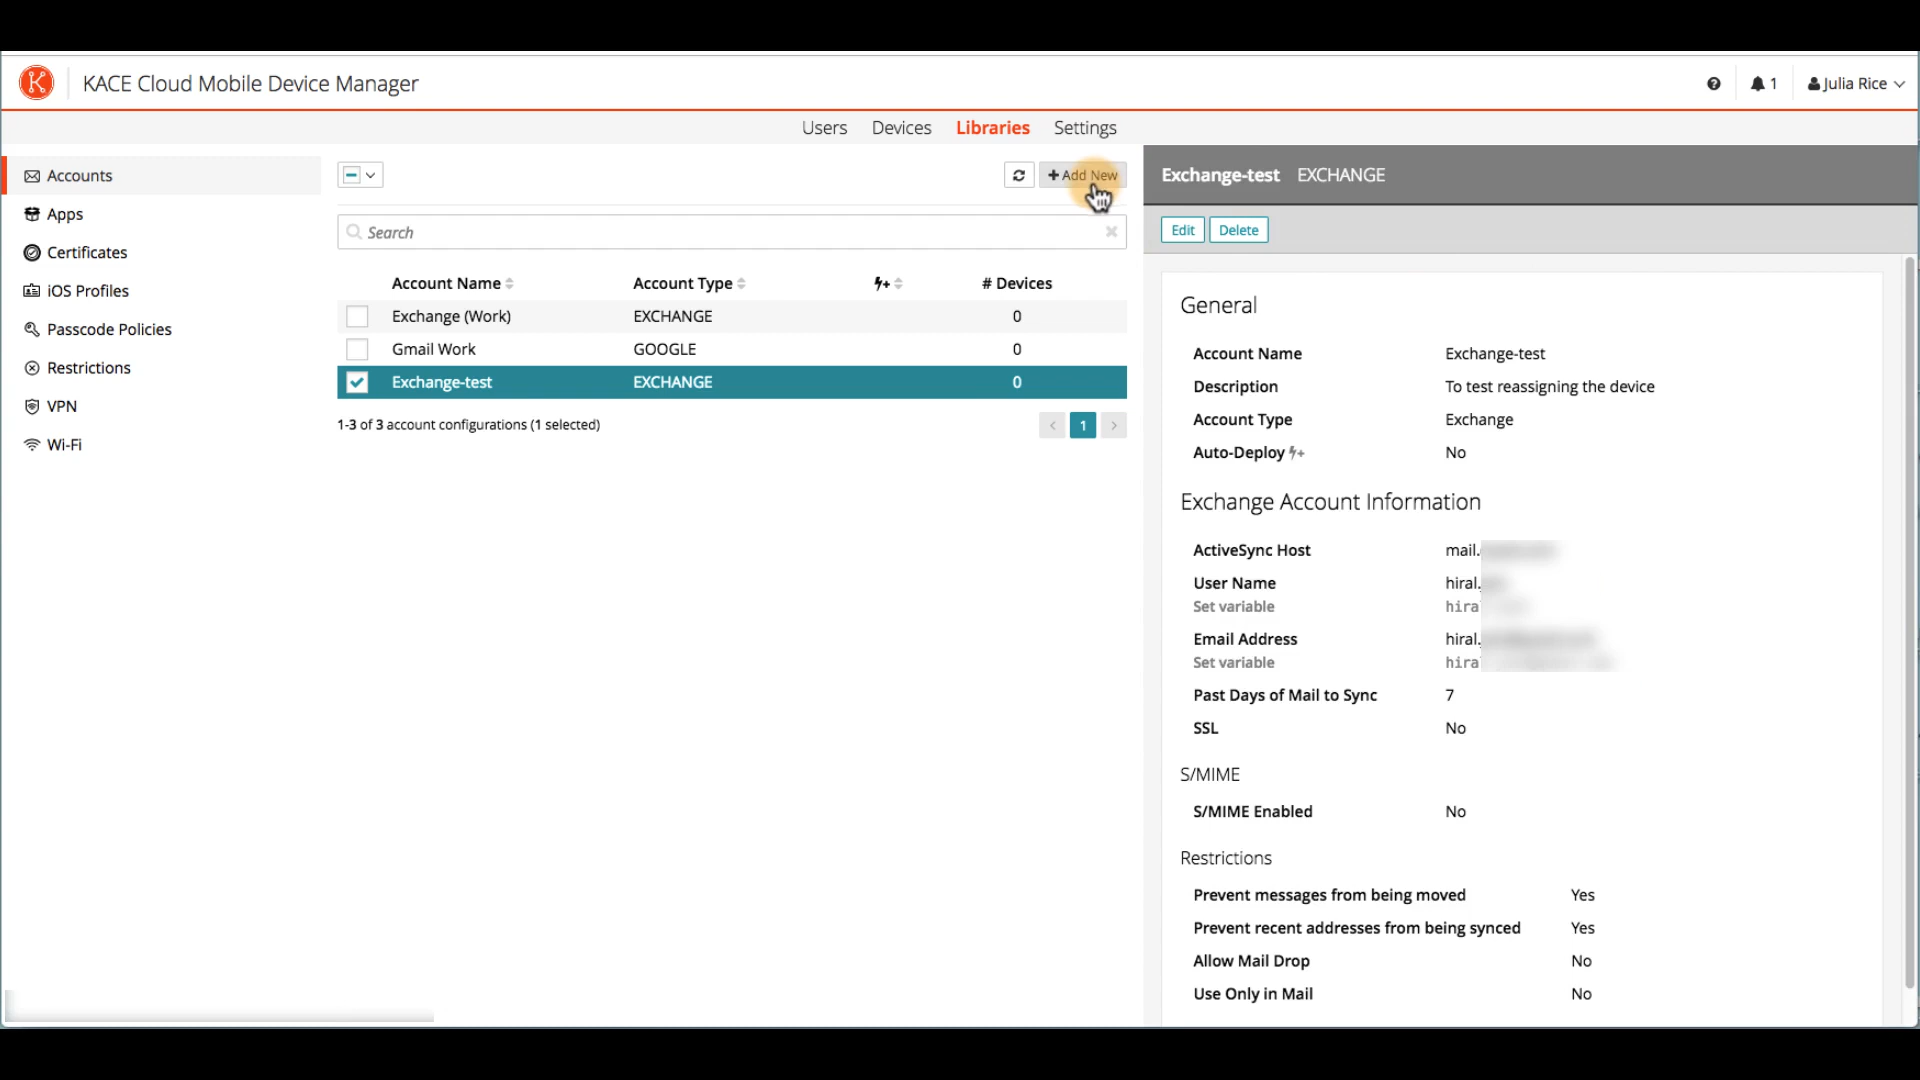 KACE Cloud Mobile Device Manager
1
Julia Rice
Users Devices Libraries Settings
Accounts
Apps
Certificates
iOS Profiles
Passcode Policies
Restrictions
VPN
Wi-Fi
+ Add New
Search
Account Name Account Type + # Devices
Exchange (Work) EXCHANGE 0
Gmail Work GOOGLE 0
Exchange-test EXCHANGE 0
1-3 of 3 account configurations (1 selected)
< 1 >
Exchange-test EXCHANGE
Edit Delete
General
Account Name Exchange-test
Description To test reassigning the device
Account Type Exchange
Auto-Deploy + No
Exchange Account Information
ActiveSync Host mail.
User Name hiral.
Set variable hira
Email Address hiral.
Set variable hira
Past Days of Mail to Sync 7
SSL No
S/MIME
S/MIME Enabled No
Restrictions
Prevent messages from being moved Yes
Prevent recent addresses from being synced Yes
Allow Mail Drop No
Use Only in Mail No